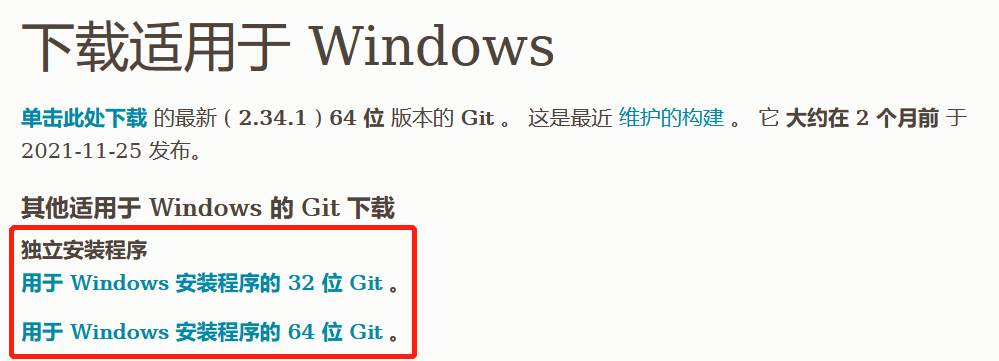 下载适用于 Windows
单击此处下载 的最新 ( 2.34.1 ) 64 位 版本的 Git 。 这是最近 维护的构建 。 它 大约在 2 个月前 于
2021-11-25 发布。
其他适用于 Windows 的 Git 下载
独立安装程序
用于 Windows 安装程序的 32 位 Git 。
用于 Windows 安装程序的 64 位 Git 。